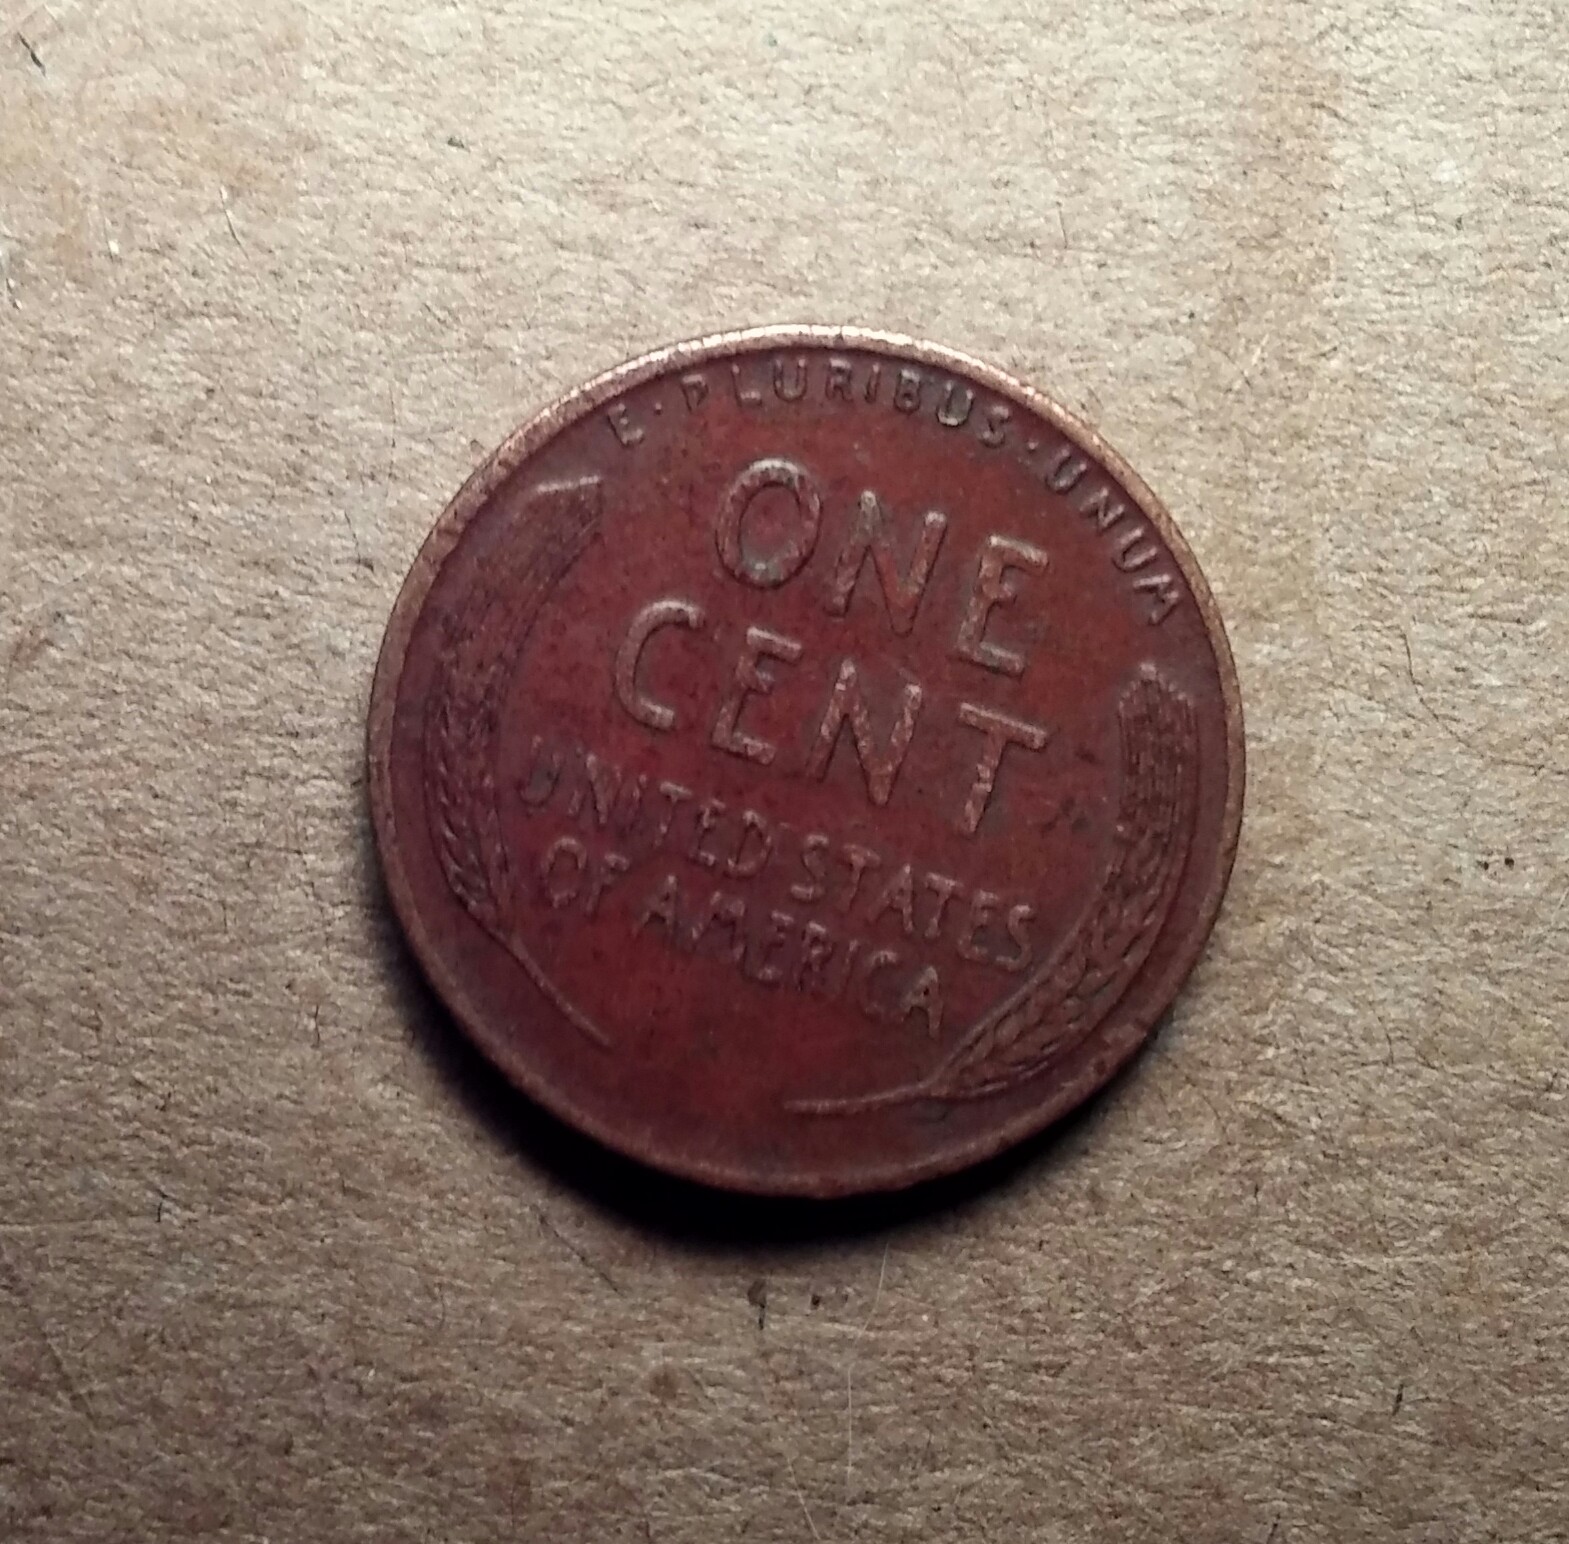 E·PLURIBUS·UNUM
ONE
CENT
UNITED STATES
OF AMERICA